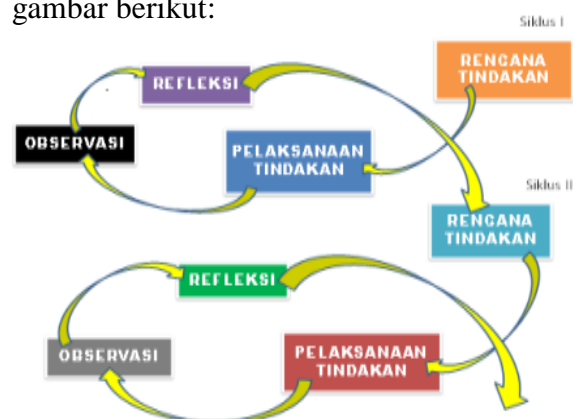 gambar berikut:
Siklus I
RENCANA
TINDAKAN
REFLEKSI
OBSERVASI
PELAKSANAAN
TINDAKAN
Siklus II
RENCANA
TINDAKAN
REFLEKSI
OBSERVASI
PELAKSANAAN
TINDAKAN